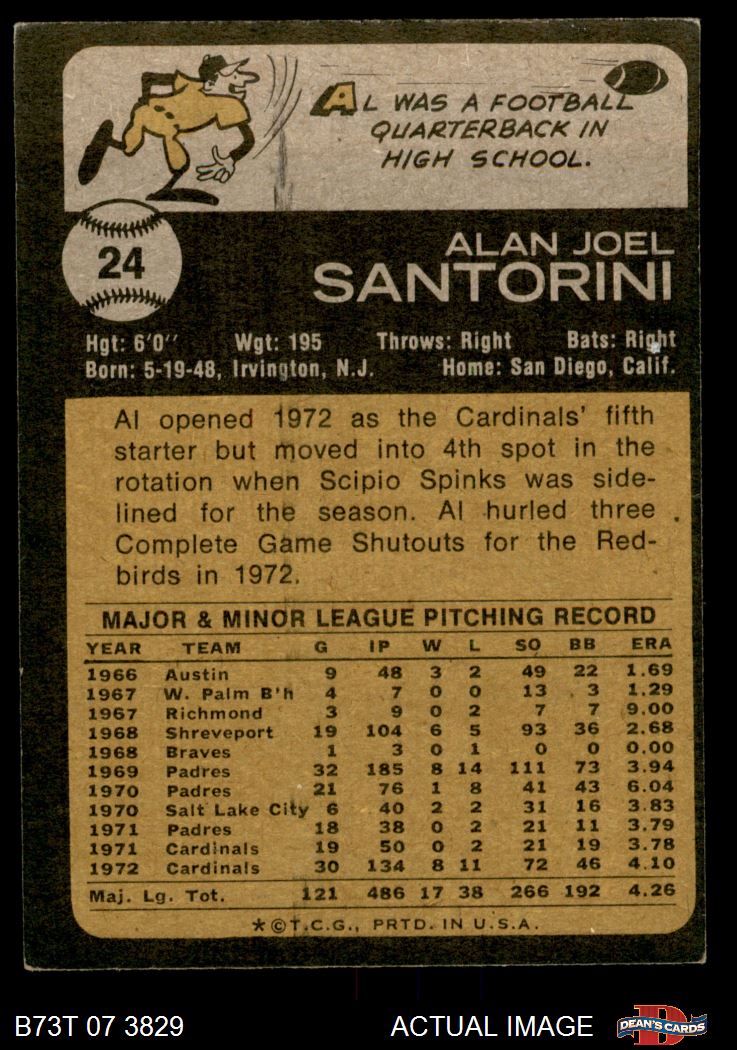 AL WAS A FOOTBALL
QUARTERBACK IN
HIGH SCHOOL.
24
ALAN JOEL
SANTORINI
Hgt: 6'0" Wgt: 195 Throws: Right Bats: Right
Born: 5-19-48, Irvington, N.J. Home: San Diego, Calif.
Al opened 1972 as the Cardinals' fifth
starter but moved into 4th spot in the
rotation when Scipio Spinks was side-
lined for the season. Al hurled three
Complete Game Shutouts for the Red-
birds in 1972.
MAJOR & MINOR LEAGUE PITCHING RECORD
YEAR TEAM G IP W L SO BB ERA
1966 Austin 9 48 3 2 49 22 1.69
1967 W. Palm B'h 4 7 0 0 13 3 1.29
1967 Richmond 3 9 0 2 7 7 9.00
1968 Shreveport 19 104 6 5 93 36 2.68
1968 Braves 1 3 0 1 0 0 0.00
1969 Padres 32 185 8 14 111 73 3.94
1970 Padres 21 76 1 8 41 43 6.04
1970 Salt Lake City 6 40 2 2 31 16 3.83
1971 Padres 18 38 0 2 21 11 3.79
1971 Cardinals 19 50 0 2 21 19 3.78
1972 Cardinals 30 134 8 11 72 46 4.10
Maj. Lg. Tot. 121 486 17 38 266 192 4.26
*©T.C.G., PRTD. IN U.S.A.
B73T 07 3829 ACTUAL IMAGE D DEAN'S CARDS